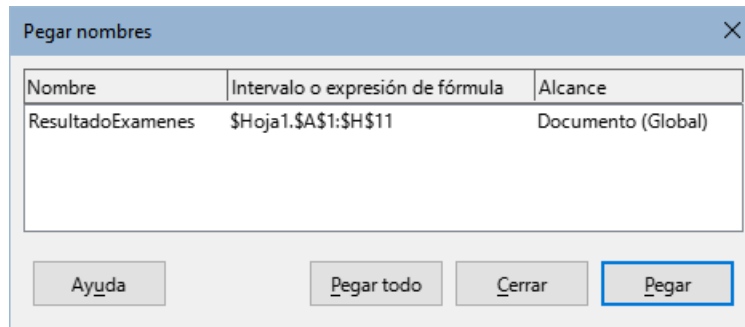 Pegar nombres
Nombre Intervalo o expresión de fórmula Alcance
ResultadoExamenes $Hoja1.$A$1:$H$11 Documento (Global)
Ayuda Pegar todo Cerrar Pegar